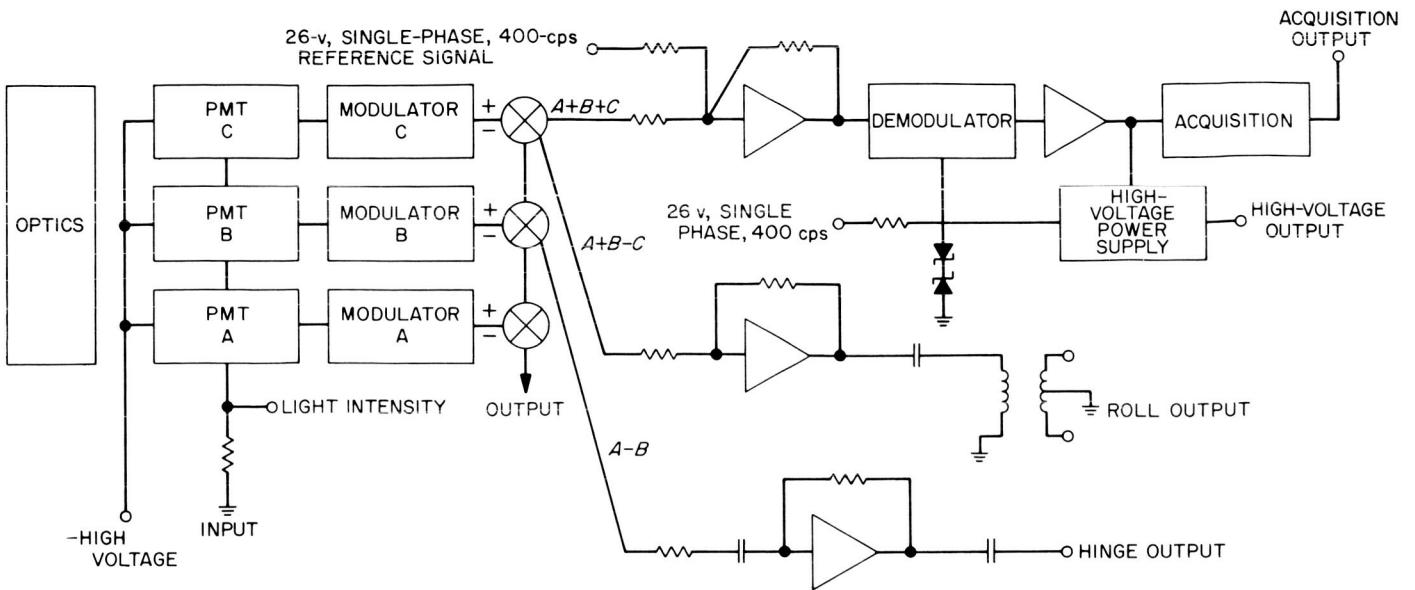 ACQUISITION
OUTPUT
26-v, SINGLE-PHASE, 400-cps
REFERENCE SIGNAL
OPTICS
PMT
C
MODULATOR
C
+
−
A+B+C
DEMODULATOR
ACQUISITION
PMT
B
MODULATOR
B
+
−
A+B−C
26 v, SINGLE
PHASE, 400 cps
HIGH-
VOLTAGE
POWER
SUPPLY
HIGH-VOLTAGE
OUTPUT
PMT
A
MODULATOR
A
+
−
LIGHT INTENSITY
OUTPUT
ROLL OUTPUT
A−B
INPUT
−HIGH
VOLTAGE
HINGE OUTPUT